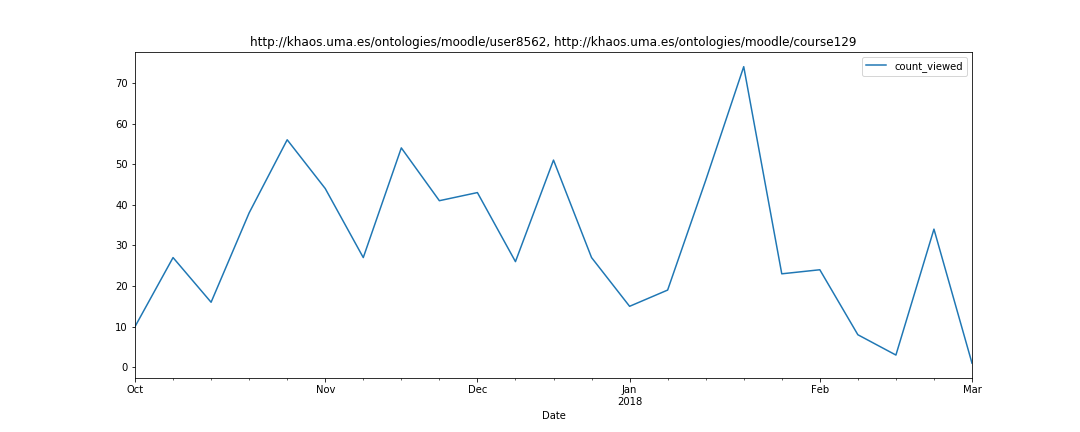 http://khaos.uma.es/ontologies/moodle/user8562, http://khaos.uma.es/ontologies/moodle/course129
count_viewed
70
60
50
40
30
20
10
0
Oct Nov Dec Jan Feb Mar
2018
Date